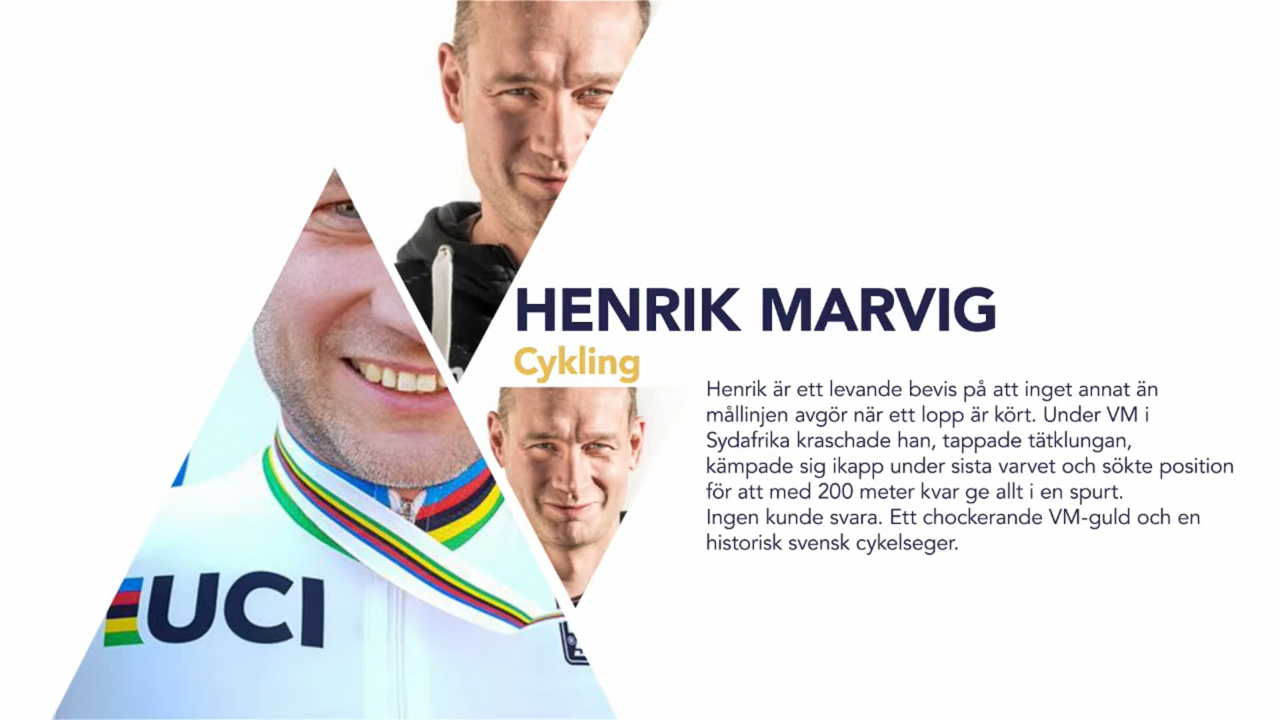 HENRIK MARVIG
Cykling
Henrik är ett levande bevis på att inget annat än
mållinjen avgör när ett lopp är kört. Under VM i
Sydafrika kraschade han, tappade tätklungan,
kämpade sig ikapp under sista varvet och sökte position
för att med 200 meter kvar ge allt i en spurt.
Ingen kunde svara. Ett chockerande VM-guld och en
historisk svensk cykelseger.
UCI